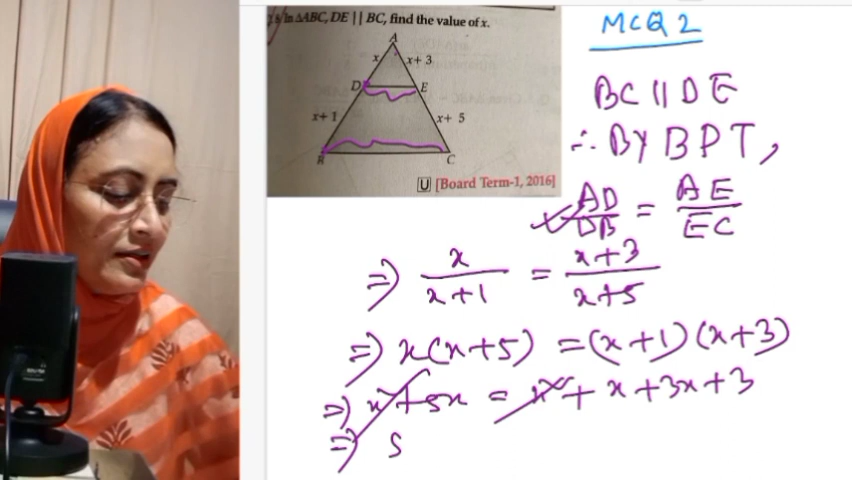 In ΔABC, DE || BC, find the value of x.
A
x x+3
D E
x+1 x+5
B C
U [Board Term-1, 2016]
MCQ 2
BC || DE
∴ BY BPT,
AD/DB = AE/EC
⇒ x/x+1 = x+3/x+5
⇒ x(x+5) = (x+1)(x+3)
⇒ x²+5x = x²+x+3x+3
⇒ 5